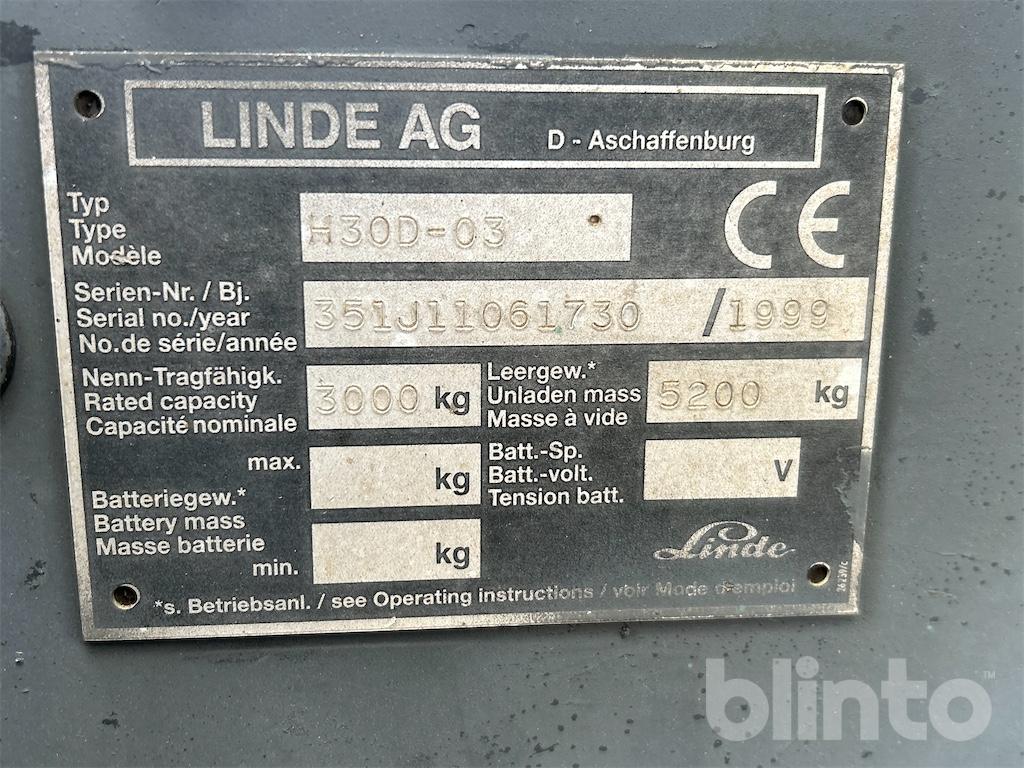 LINDE AG D - Aschaffenburg
CE
Typ
Type
Modèle
H30D-03
Serien-Nr. / Bj.
Serial no./year
No.de série/année
351J11061730 /1999
Nenn-Tragfähigk.
Rated capacity
Capacité nominale
3000 kg
Leergew.*
Unladen mass
Masse à vide
5200 kg
max. kg
Batteriegew.*
Battery mass
Masse batterie
min. kg
Batt.-Sp.
Batt.-volt.
Tension batt.
V
Linde
*s. Betriebsanl. / see Operating instructions / voir Mode d'emploi
blinto™